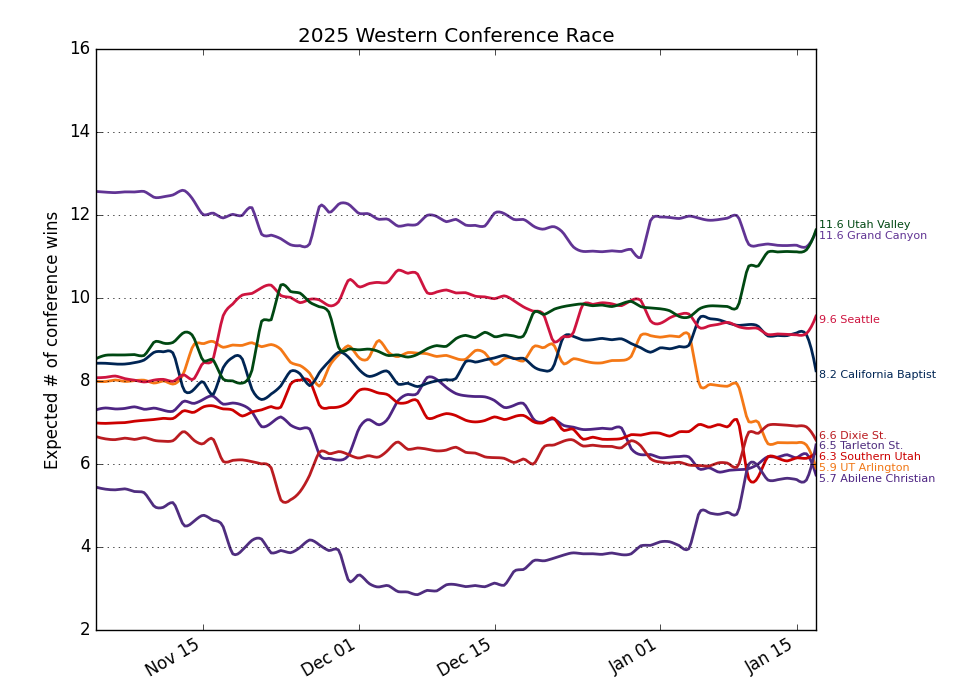 2025 Western Conference Race
Expected # of conference wins
16
14
12
10
8
6
4
2
11.6 Utah Valley
11.6 Grand Canyon
9.6 Seattle
8.2 California Baptist
6.6 Dixie St.
6.5 Tarleton St.
6.3 Southern Utah
5.9 UT Arlington
5.7 Abilene Christian
Nov 15
Dec 01
Dec 15
Jan 01
Jan 15